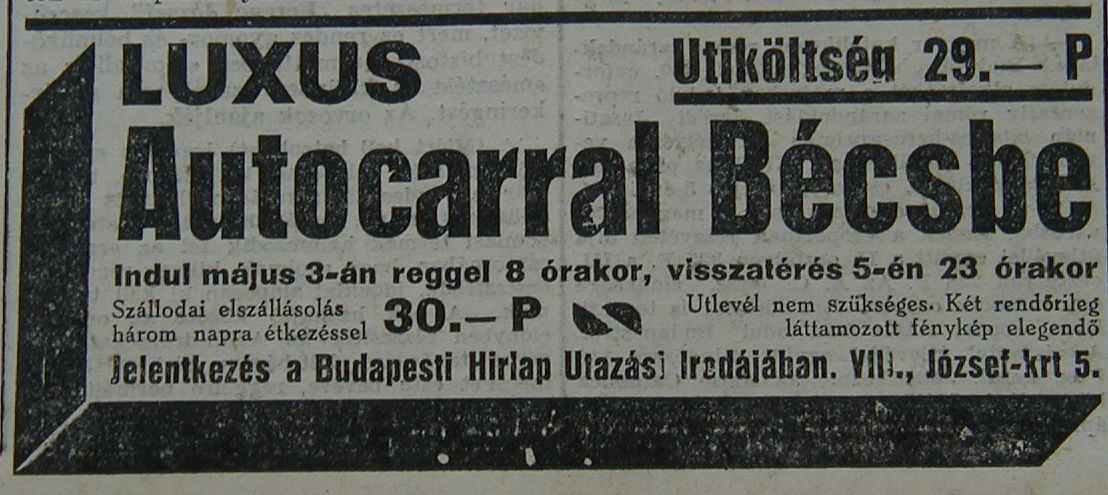 LUXUS
Utiköltség 29.— P
Autocarral Bécsbe
Indul május 3-án reggel 8 órakor, visszatérés 5-én 23 órakor
Szállodai elszállásolás
három napra étkezéssel
30.— P
Utlevél nem szükséges. Két rendőrileg
láttamozott fénykép elegendő
Jelentkezés a Budapesti Hirlap Utazási Irodájában. VIII., József-krt 5.